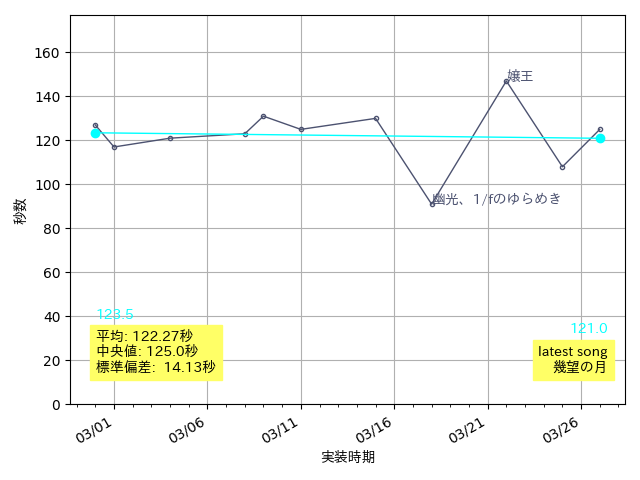 160
140
120
100
80
60
40
20
0
秒数
嬢王
幽光、1/fのゆらめき
123.5
121.0
平均: 122.27秒
中央値: 125.0秒
標準偏差: 14.13秒
latest song
幾望の月
03/01
03/06
03/11
03/16
03/21
03/26
実装時期